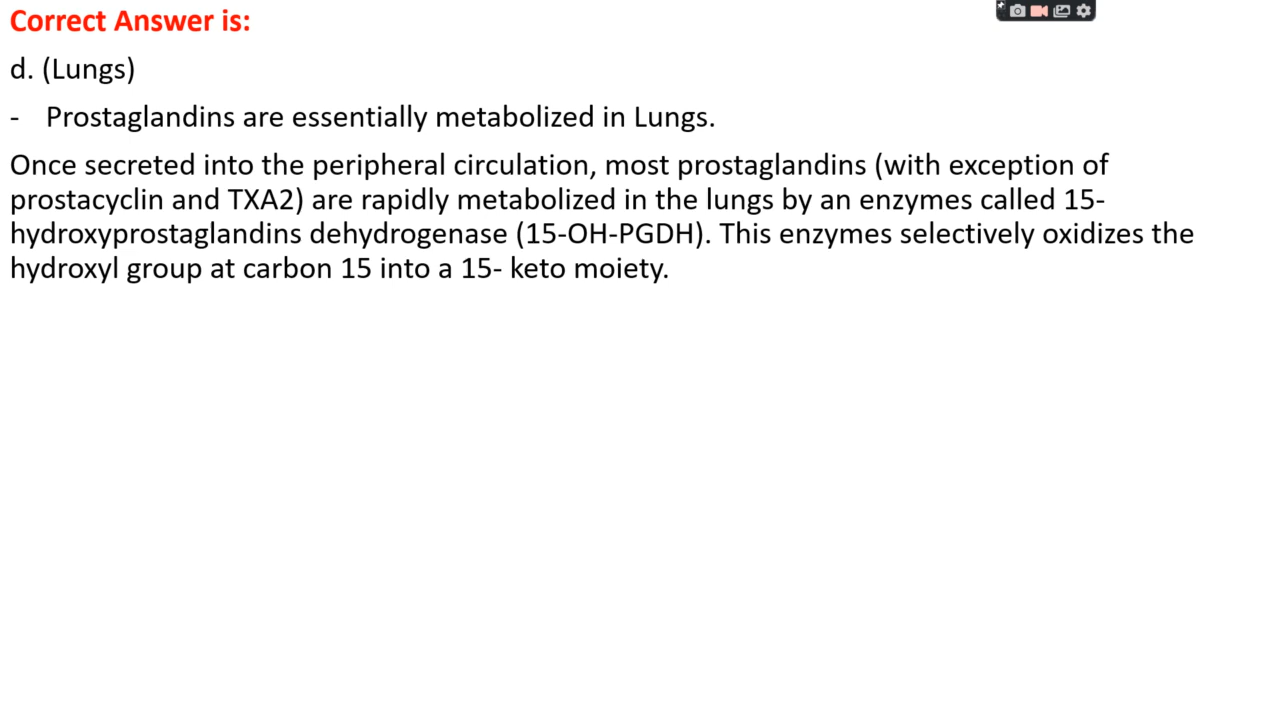 Correct Answer is:
d. (Lungs)
- Prostaglandins are essentially metabolized in Lungs.
Once secreted into the peripheral circulation, most prostaglandins (with exception of
prostacyclin and TXA2) are rapidly metabolized in the lungs by an enzymes called 15-
hydroxyprostaglandins dehydrogenase (15-OH-PGDH). This enzymes selectively oxidizes the
hydroxyl group at carbon 15 into a 15- keto moiety.